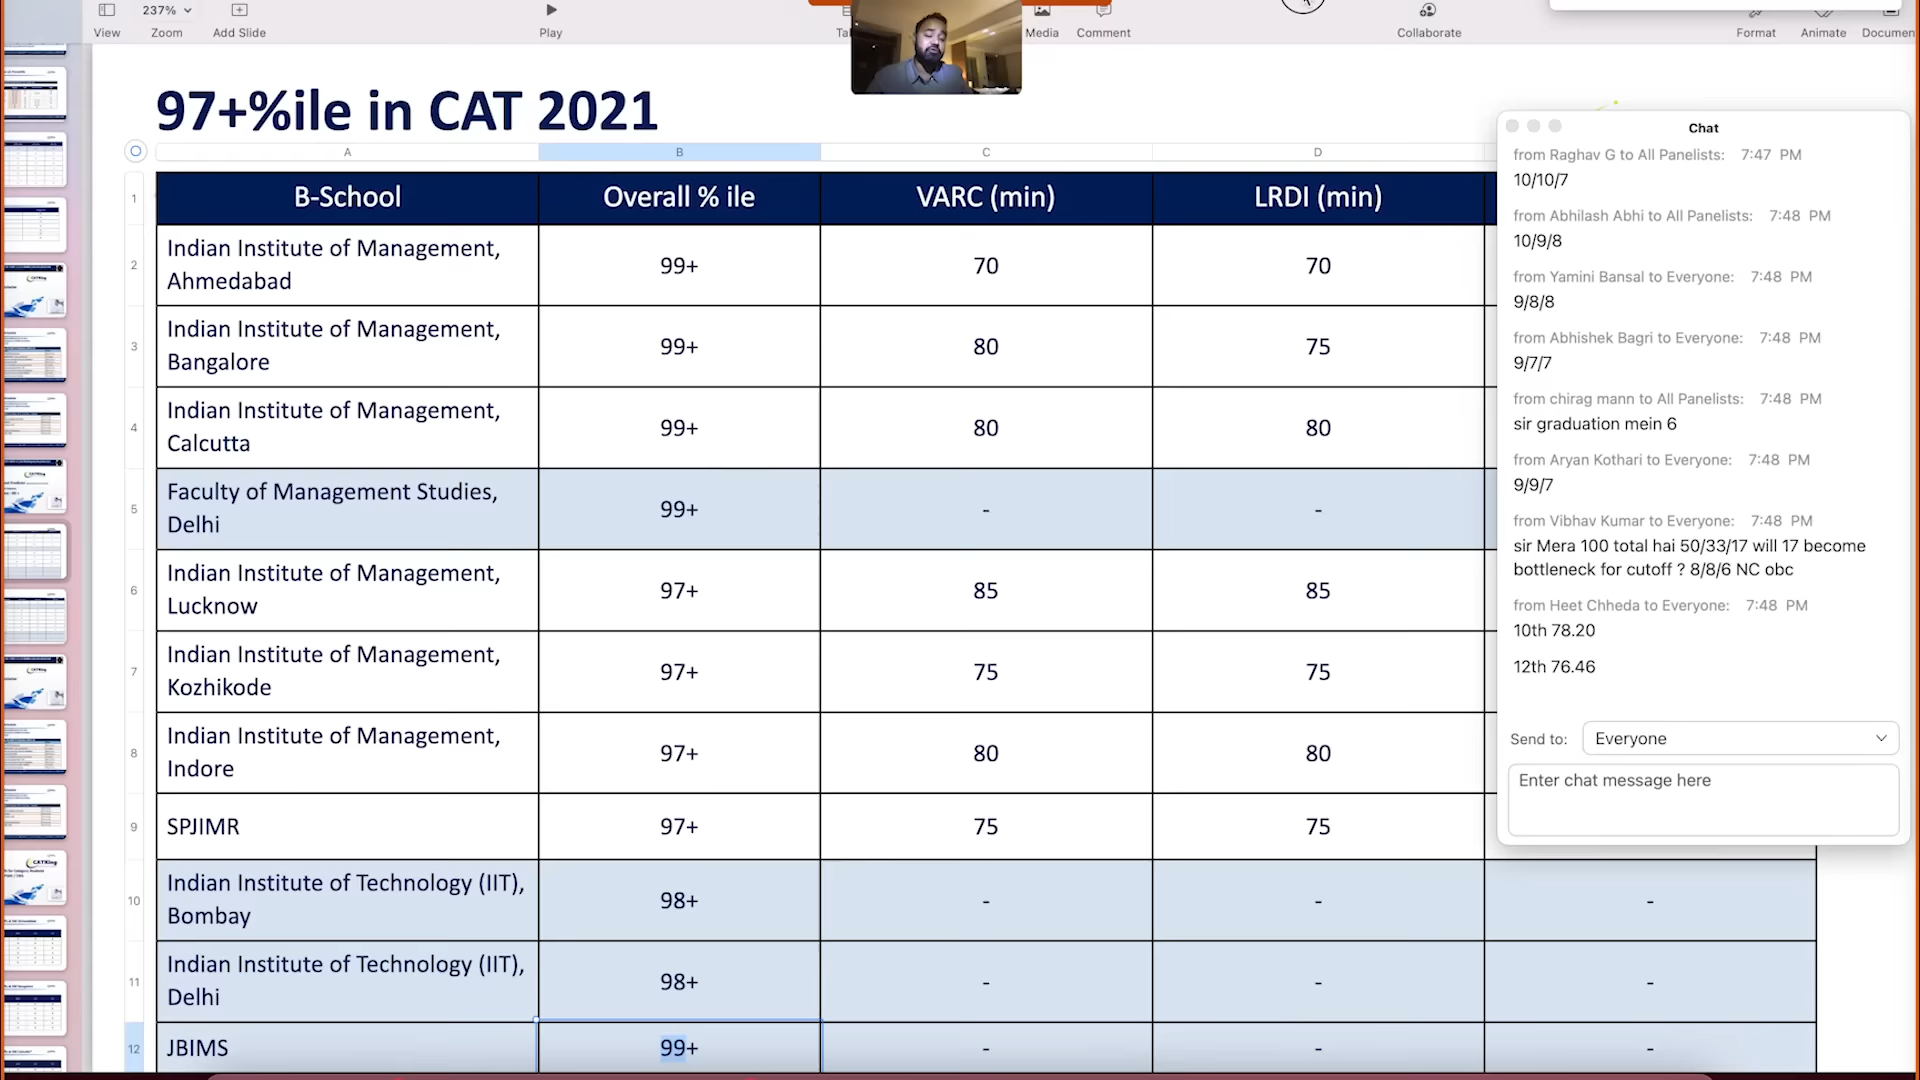 237%
View
Zoom
Add Slide
Play
Media
Comment
Collaborate
Format
Animate
Documen
97+%ile in CAT 2021
A
B
C
D
1
B-School
Overall % ile
VARC (min)
LRDI (min)
2
Indian Institute of Management,
Ahmedabad
99+
70
70
3
Indian Institute of Management,
Bangalore
99+
80
75
4
Indian Institute of Management,
Calcutta
99+
80
80
5
Faculty of Management Studies,
Delhi
99+
-
-
6
Indian Institute of Management,
Lucknow
97+
85
85
7
Indian Institute of Management,
Kozhikode
97+
75
75
8
Indian Institute of Management,
Indore
97+
80
80
9
SPJIMR
97+
75
75
10
Indian Institute of Technology (IIT),
Bombay
98+
-
-
-
11
Indian Institute of Technology (IIT),
Delhi
98+
-
-
-
12
JBIMS
99+
-
-
-
Chat
from Raghav G to All Panelists: 7:47 PM
10/10/7
from Abhilash Abhi to All Panelists: 7:48 PM
10/9/8
from Yamini Bansal to Everyone: 7:48 PM
9/8/8
from Abhishek Bagri to Everyone: 7:48 PM
9/7/7
from chirag mann to All Panelists: 7:48 PM
sir graduation mein 6
from Aryan Kothari to Everyone: 7:48 PM
9/9/7
from Vibhav Kumar to Everyone: 7:48 PM
sir Mera 100 total hai 50/33/17 will 17 become
bottleneck for cutoff ? 8/8/6 NC obc
from Heet Chheda to Everyone: 7:48 PM
10th 78.20
12th 76.46
Send to:
Everyone
Enter chat message here